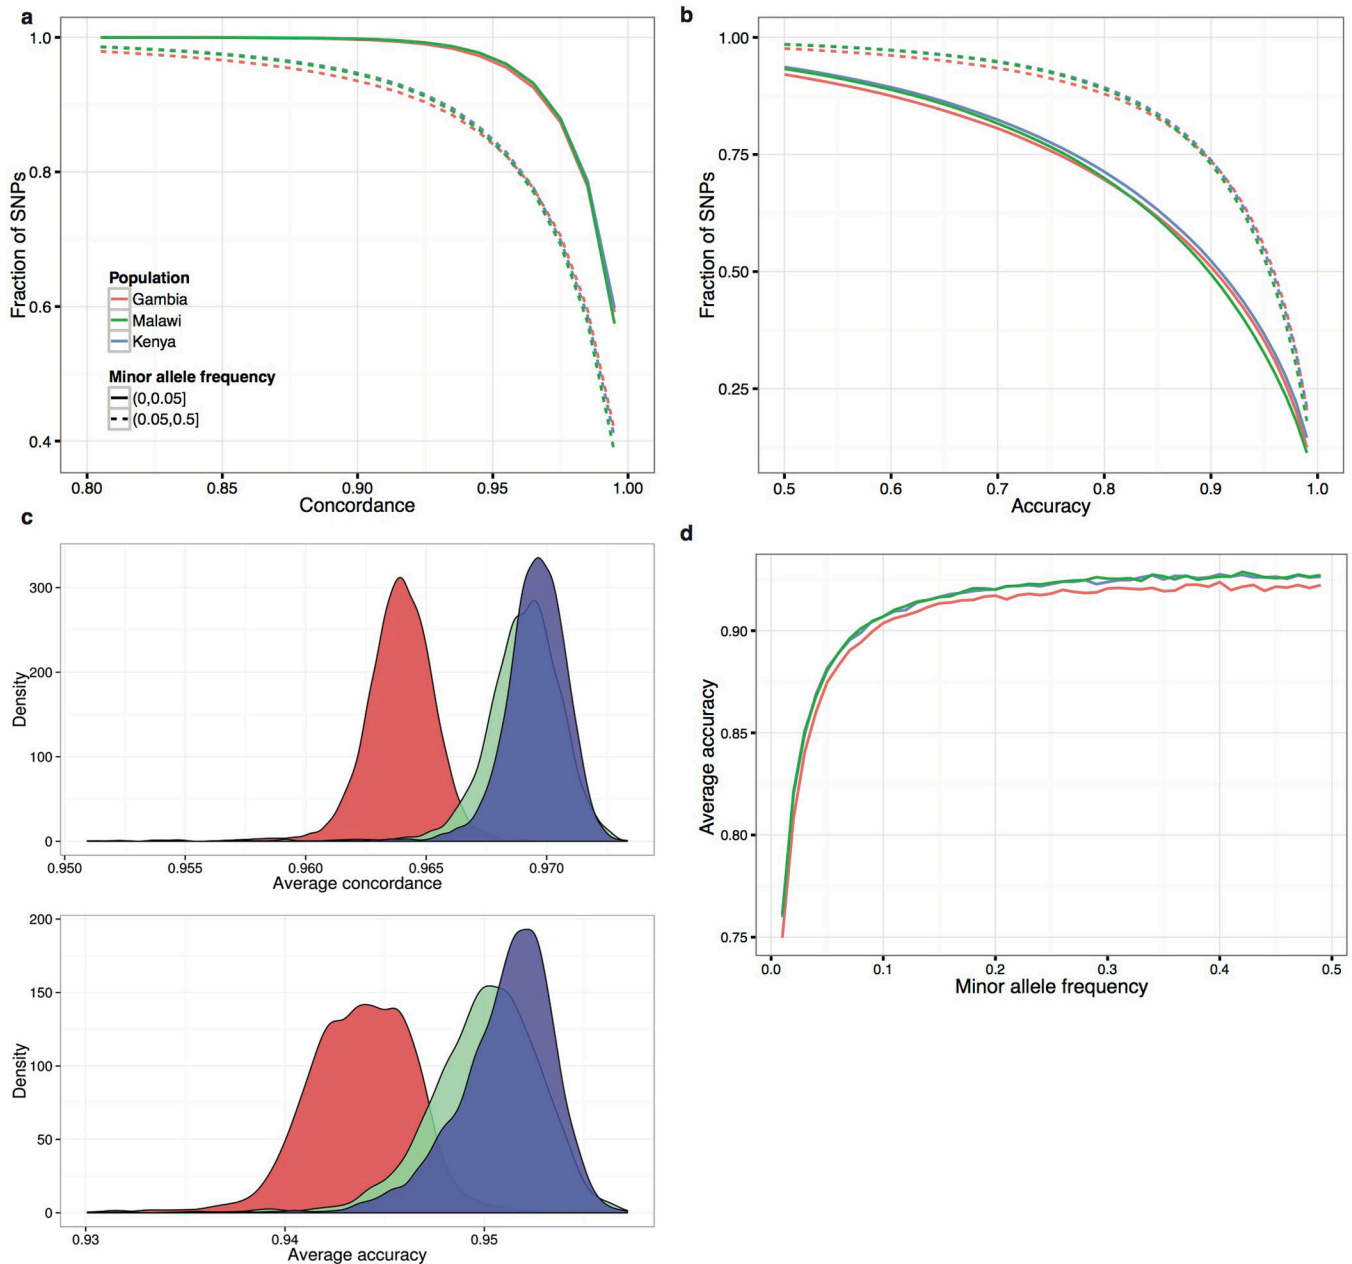 a
1.0
0.8
0.6
0.4
Fraction of SNPs
Population
Gambia
Malawi
Kenya
Minor allele frequency
(0,0.05]
(0.05,0.5]
0.80 0.85 0.90 0.95 1.00
Concordance
b
1.00
0.75
0.50
0.25
Fraction of SNPs
0.5 0.6 0.7 0.8 0.9 1.0
Accuracy
c
300
200
100
0
Density
0.950 0.955 0.960 0.965 0.970
Average concordance
200
150
100
50
0
Density
0.93 0.94 0.95
Average accuracy
d
0.90
0.85
0.80
0.75
Average accuracy
0.0 0.1 0.2 0.3 0.4 0.5
Minor allele frequency